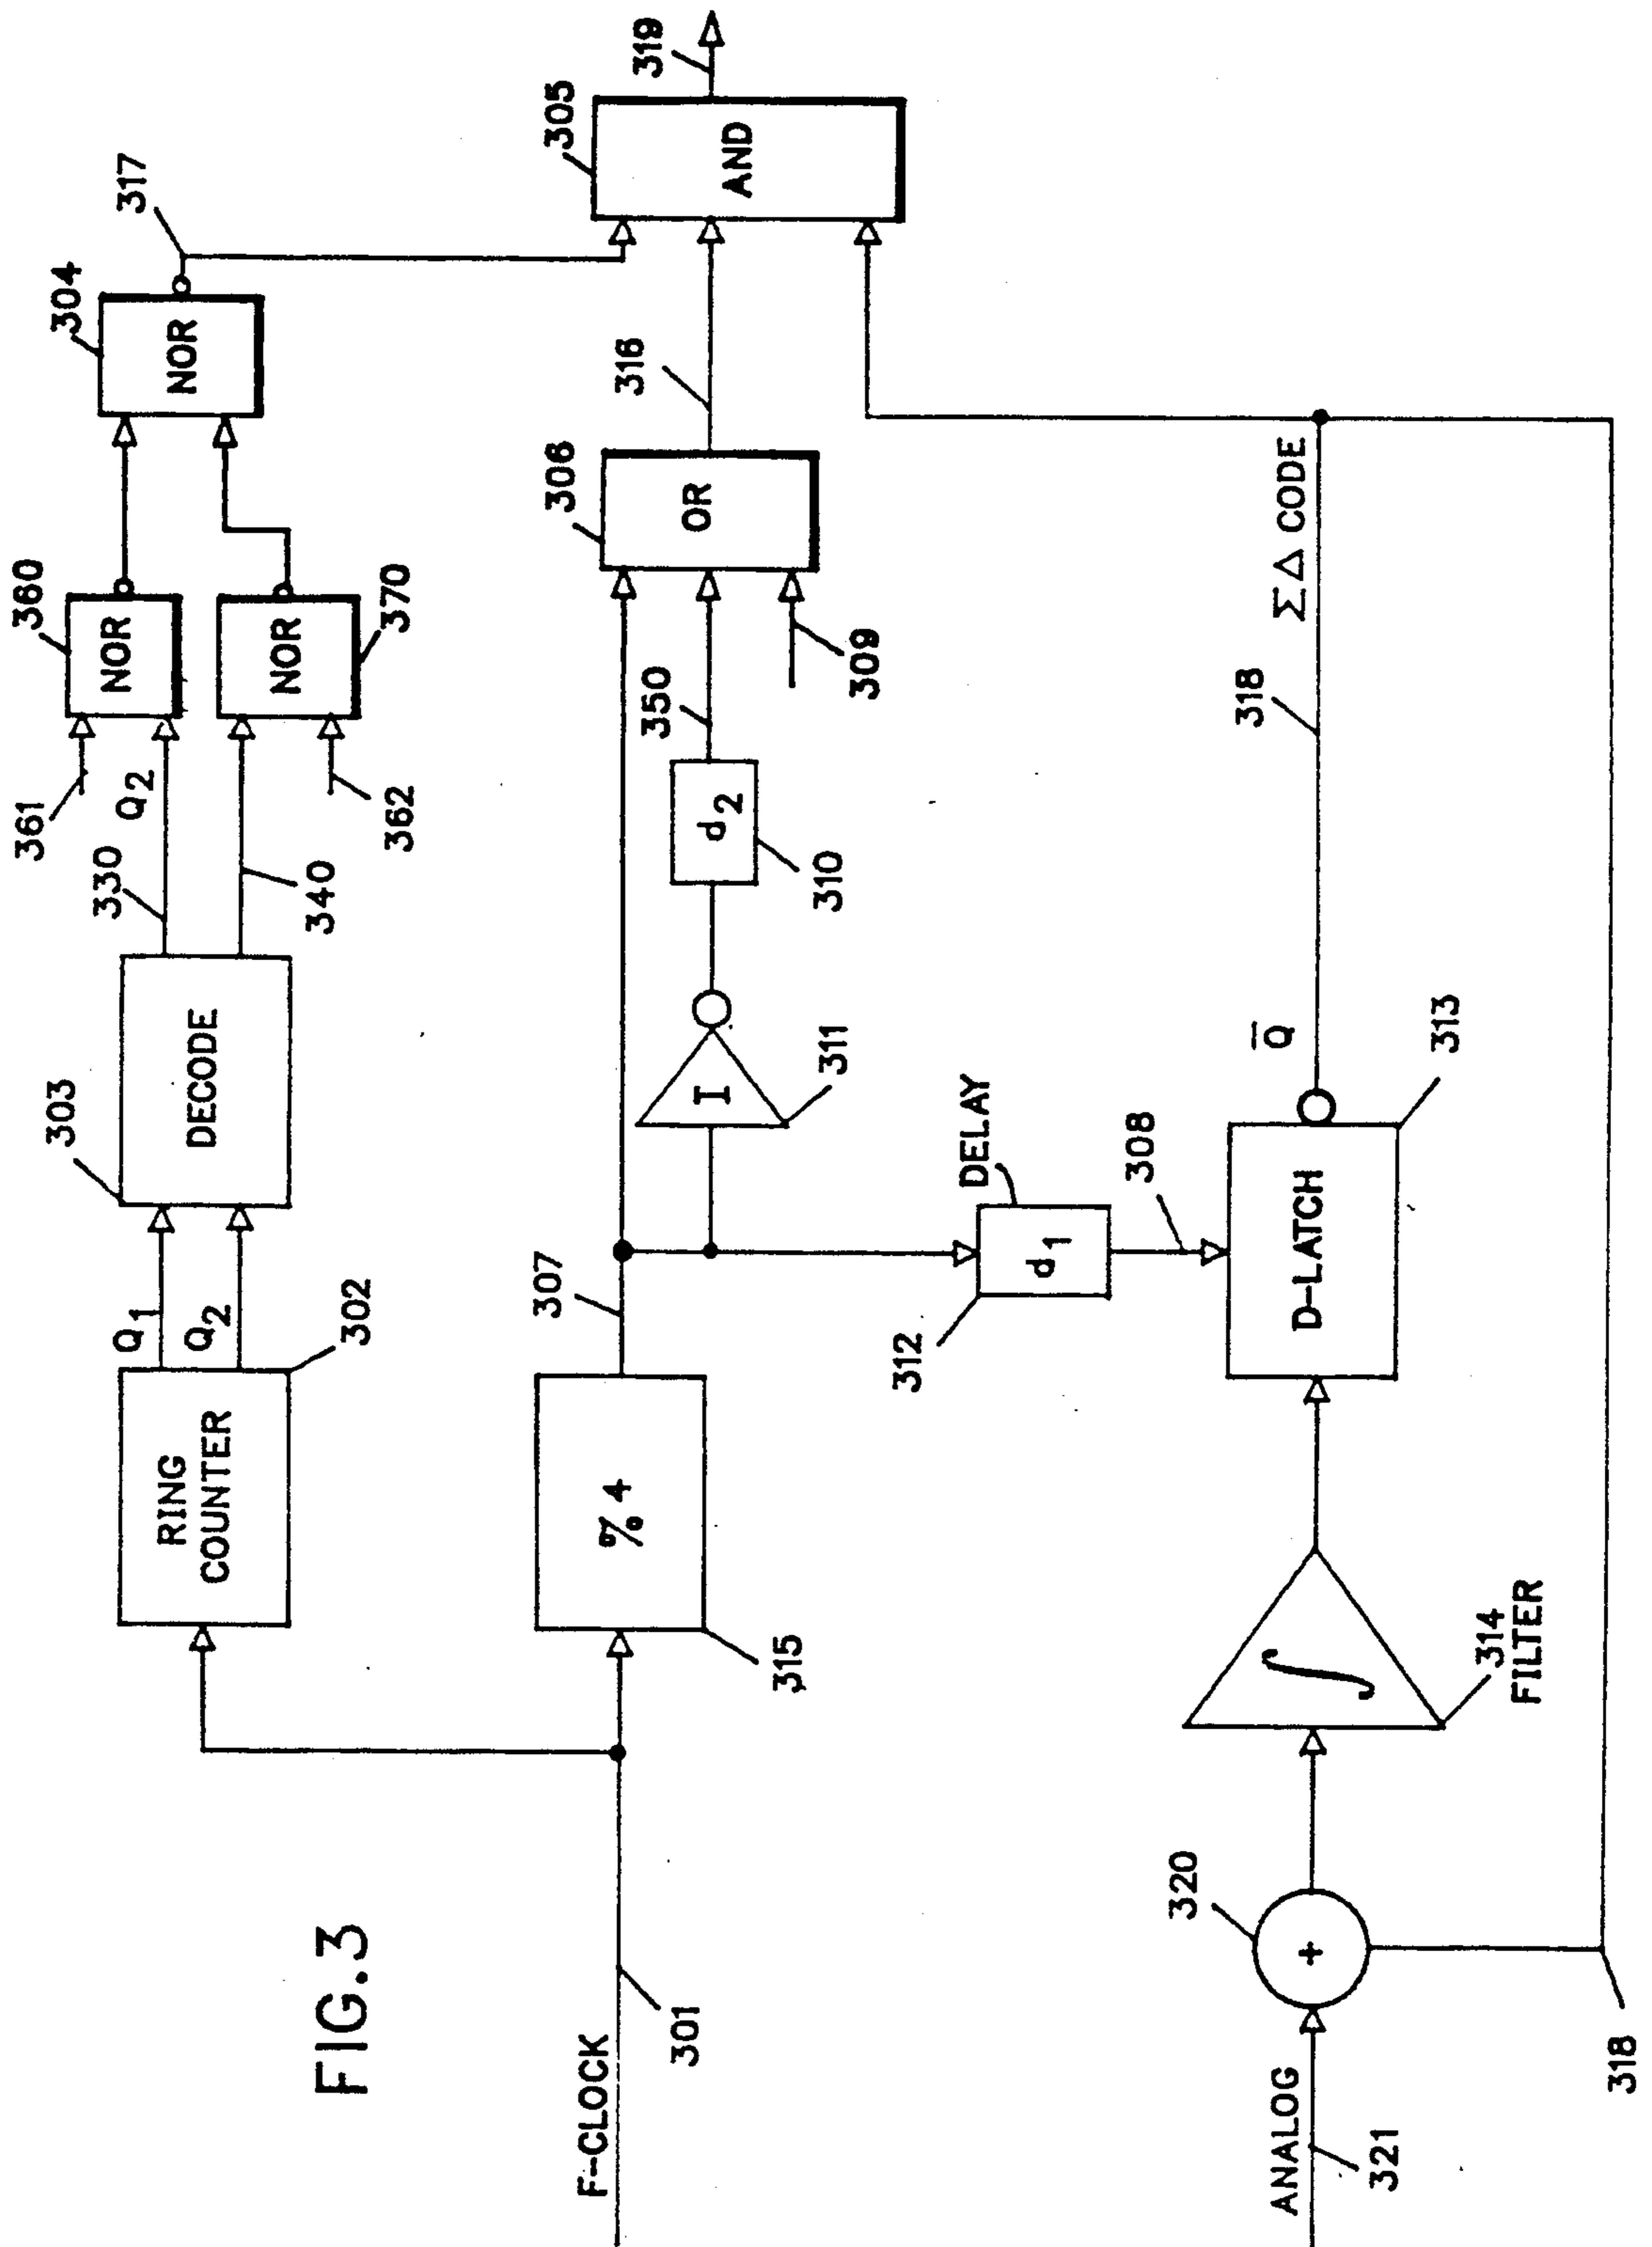 FIG.3
F-CLOCK
301
RING
COUNTER
302
Q1
Q2
303
DECODE
330
Q2
340
361
362
360
NOR
370
NOR
304
NOR
317
% 4
315
307
I
311
d2
310
350
309
306
OR
316
305
AND
319
DELAY
d1
312
308
D-LATCH
313
Q̅
318
ΣΔ CODE
ANALOG
321
320
+
∫
314
FILTER
318